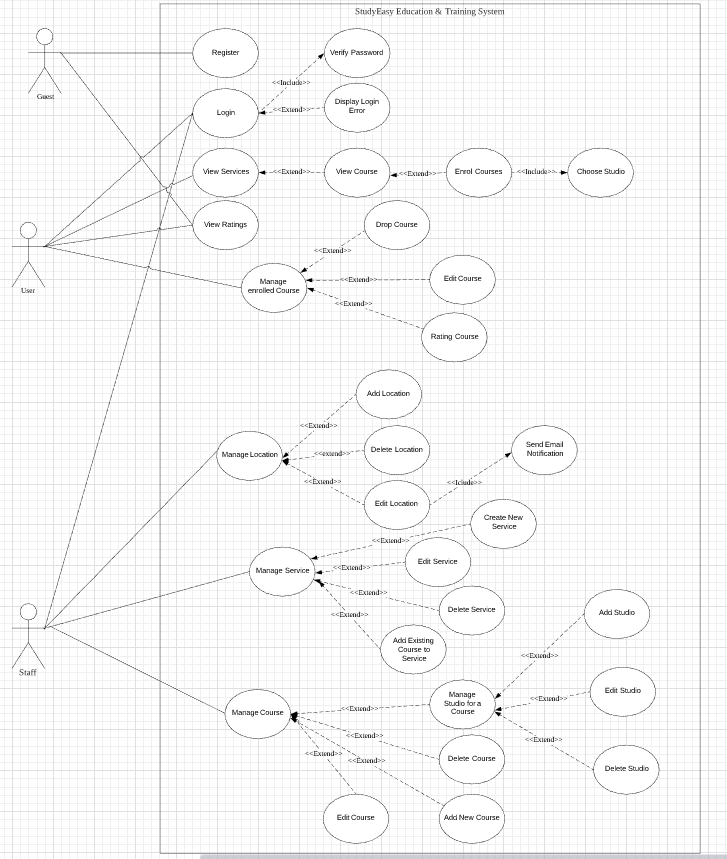 StudyEasy Education & Training System
Register
Verify Password
Guest
<<Include>>
Login
<<Extend>>
Display Login
Error
View Services
<<Extend>>
View Course
<<Extend>>
Enrol Courses
<<Include>>
Choose Studio
View Ratings
Drop Course
<<Extend>>
User
Manage
enrolled Course
<<Extend>>
Edit Course
<<Extend>>
Rating Course
Add Location
<<Extend>>
Manage Location
<<extend>>
Delete Location
Send Email
Notification
<<Extend>>
<<Iclude>>
Edit Location
Create New
Service
<<Extend>>
Manage Service
<<Extend>>
Edit Service
<<Extend>>
Delete Service
<<Extend>>
Add Existing
Course to
Service
Add Studio
<<Extend>>
Staff
Manage Course
<<Extend>>
Manage
Studio for a
Course
<<Extend>>
Edit Studio
<<Extend>>
<<Extend>>
Delete Studio
<<Extend>>
<<Extend>>
Delete Course
Edit Course
Add New Course